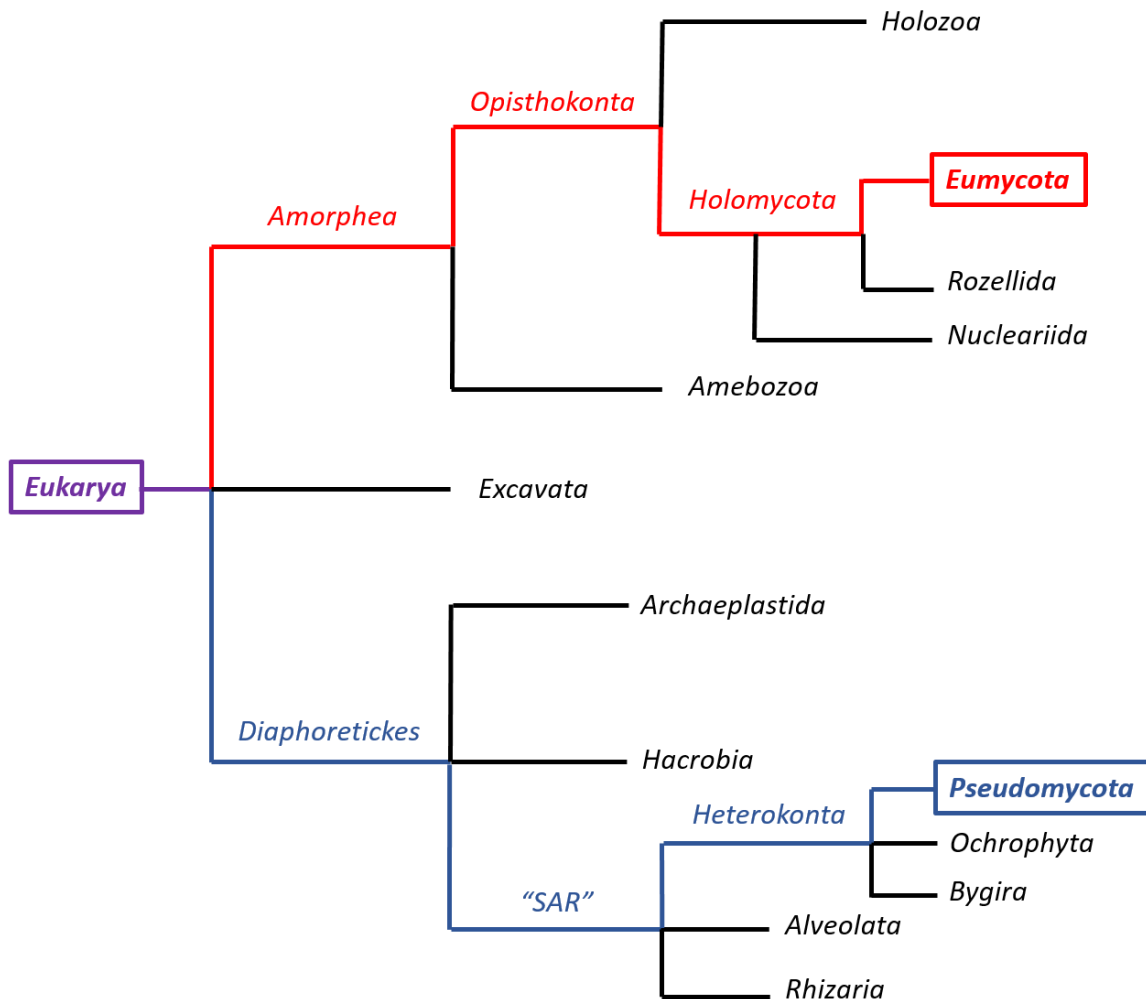 Holozoa
Opisthokonta
Eumycota
Holomycota
Amorphea
Rozellida
Nucleariida
Amebozoa
Eukarya
Excavata
Archaeplastida
Diaphoretickes
Hacrobia
Pseudomycota
Heterokonta
Ochrophyta
Bygira
“SAR”
Alveolata
Rhizaria